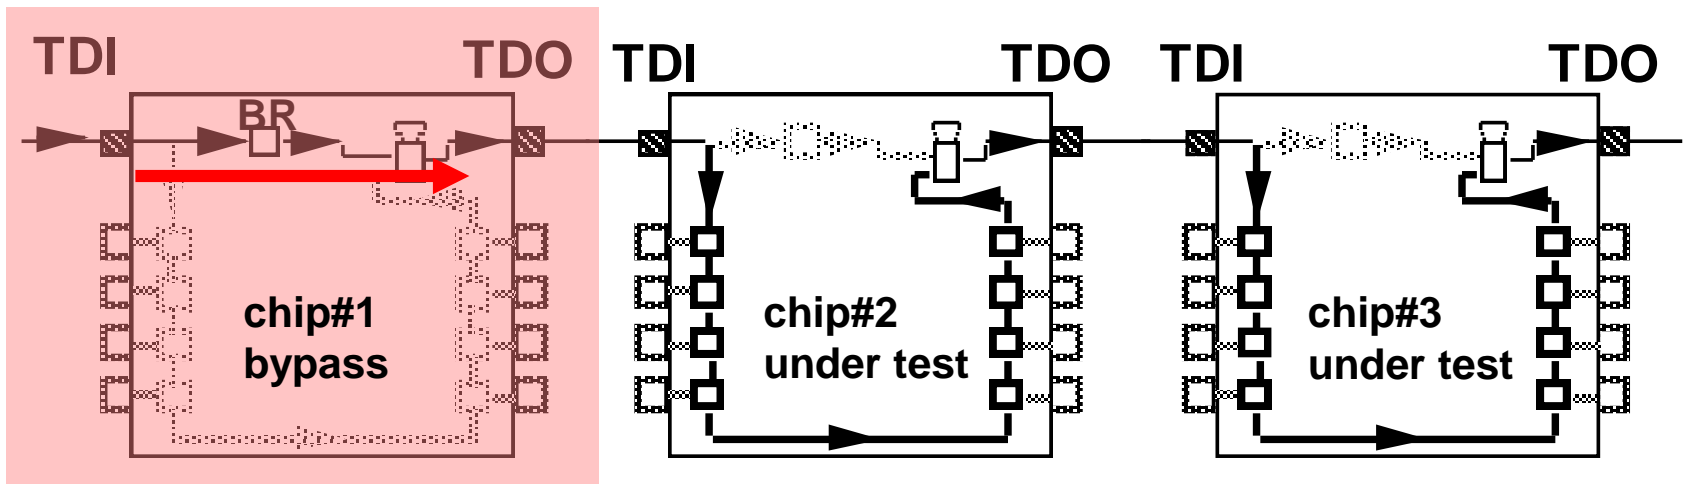 TDI TDO TDI TDO TDI TDO
BR
chip#1
bypass
chip#2
under test
chip#3
under test